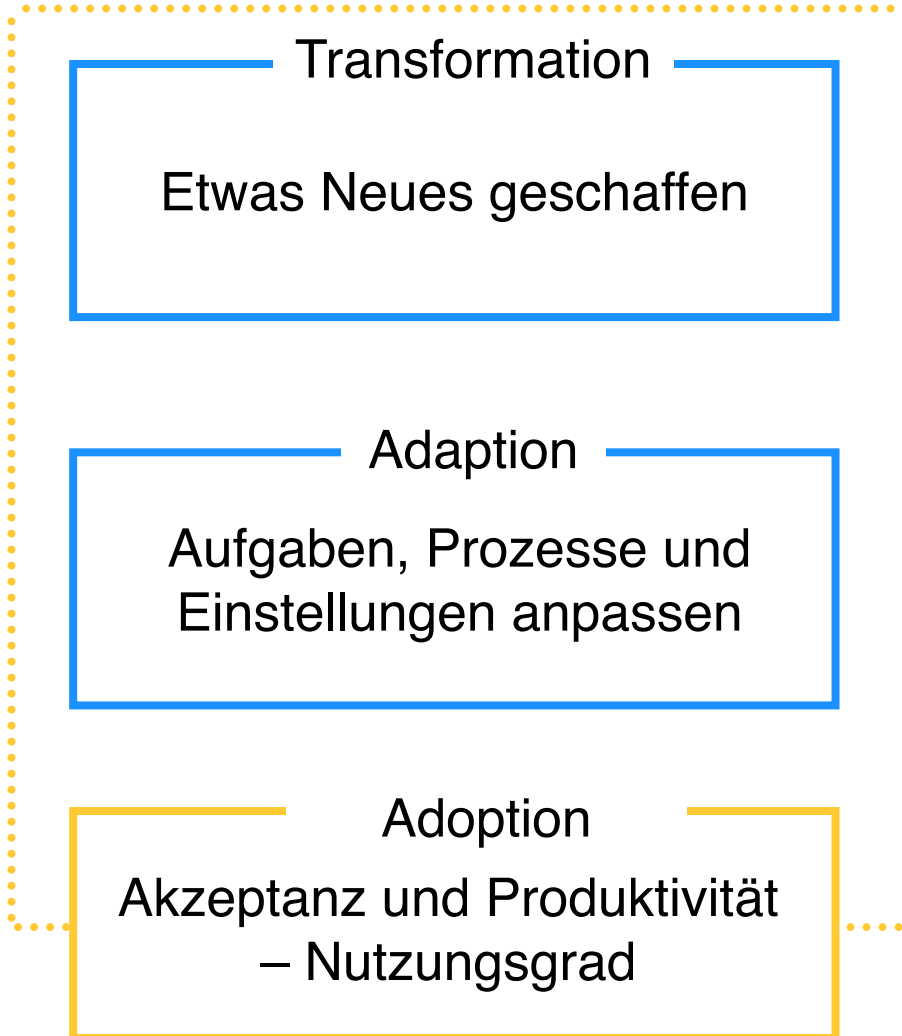 Transformation
Etwas Neues geschaffen
Adaption
Aufgaben, Prozesse und
Einstellungen anpassen
Adoption
Akzeptanz und Produktivität
– Nutzungsgrad